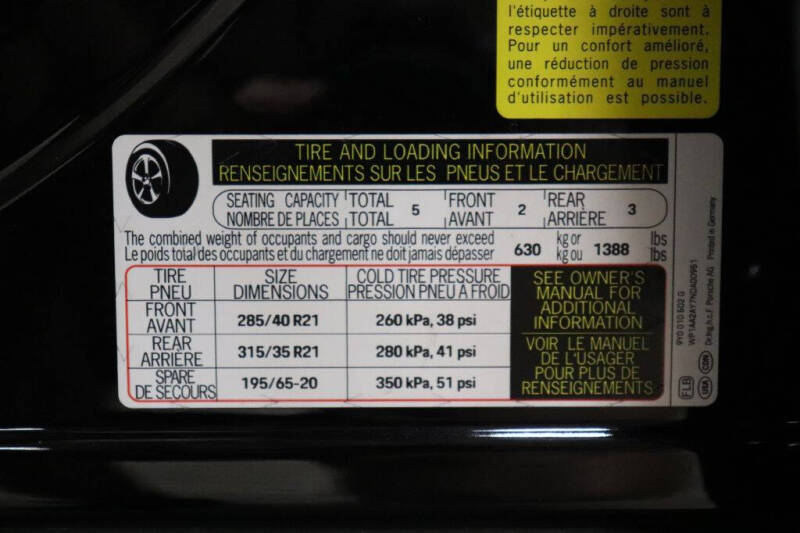 l'étiquette à droite sont à
respecter impérativement.
Pour un confort amélioré,
une réduction de pression
conformément au manuel
d'utilisation est possible.
TIRE AND LOADING INFORMATION
RENSEIGNEMENTS SUR LES PNEUS ET LE CHARGEMENT
SEATING CAPACITY TOTAL 5 FRONT 2 REAR 3
NOMBRE DE PLACES TOTAL AVANT ARRIÈRE
The combined weight of occupants and cargo should never exceed 630 kg or 1388 lbs
Le poids total des occupants et du chargement ne doit jamais dépasser kg ou lbs
TIRE SIZE COLD TIRE PRESSURE
PNEU DIMENSIONS PRESSION PNEU A FROID
FRONT
AVANT 285/40 R21 260 kPa, 38 psi
REAR
ARRIÈRE 315/35 R21 280 kPa, 41 psi
SPARE
DE SECOURS 195/65-20 350 kPa, 51 psi
SEE OWNER'S
MANUAL FOR
ADDITIONAL
INFORMATION
VOIR LE MANUEL
DE L'USAGER
POUR PLUS DE
RENSEIGNEMENTS
9Y0 010 502 G
WP1AA2AY7NDA00951
Dr.Ing.h.c.F. Porsche AG Printed in Germany
FLB
USA CDN